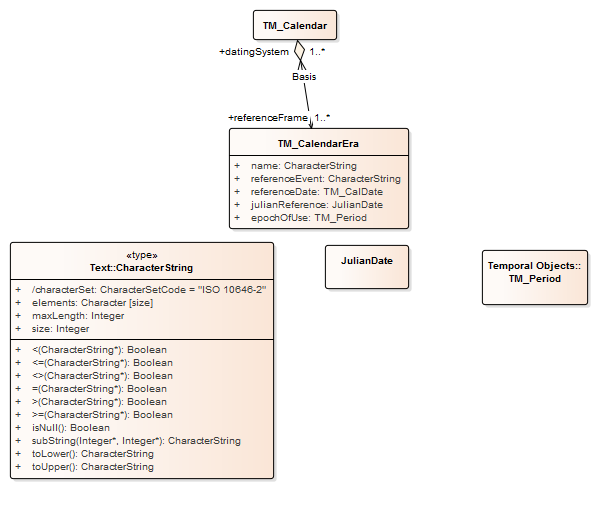 TM_Calendar
+datingSystem 1..*
Basis
+referenceFrame 1..*
TM_CalendarEra
+ name: CharacterString
+ referenceEvent: CharacterString
+ referenceDate: TM_CalDate
+ julianReference: JulianDate
+ epochOfUse: TM_Period
«type»
Text::CharacterString
+ /characterSet: CharacterSetCode = "ISO 10646-2"
+ elements: Character [size]
+ maxLength: Integer
+ size: Integer
+ <(CharacterString*): Boolean
+ <=(CharacterString*): Boolean
+ <>(CharacterString*): Boolean
+ =(CharacterString*): Boolean
+ >(CharacterString*): Boolean
+ >=(CharacterString*): Boolean
+ isNull(): Boolean
+ subString(Integer*, Integer*): CharacterString
+ toLower(): CharacterString
+ toUpper(): CharacterString
JulianDate
Temporal Objects::
TM_Period